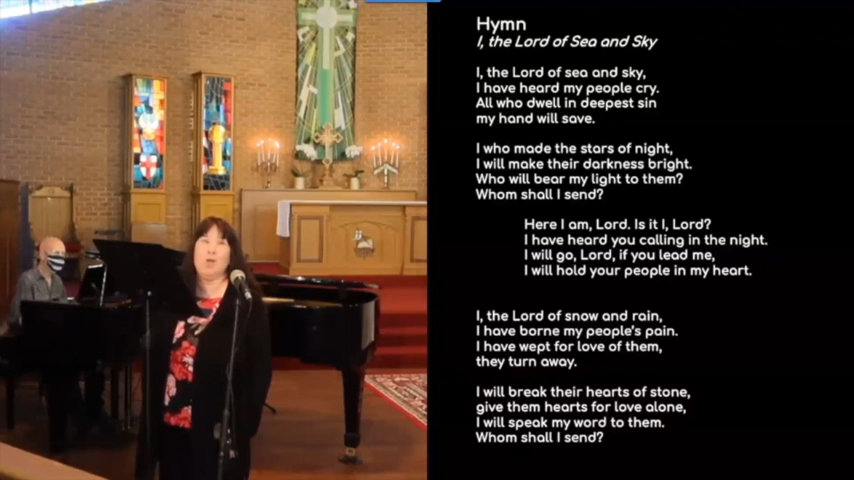 Hymn
I, the Lord of Sea and Sky
I, the Lord of sea and sky,
I have heard my people cry.
All who dwell in deepest sin
my hand will save.
I who made the stars of night,
I will make their darkness bright.
Who will bear my light to them?
Whom shall I send?
Here I am, Lord. Is it I, Lord?
I have heard you calling in the night.
I will go, Lord, if you lead me,
I will hold your people in my heart.
I, the Lord of snow and rain,
I have borne my people's pain.
I have wept for love of them,
they turn away.
I will break their hearts of stone,
give them hearts for love alone,
I will speak my word to them.
Whom shall I send?